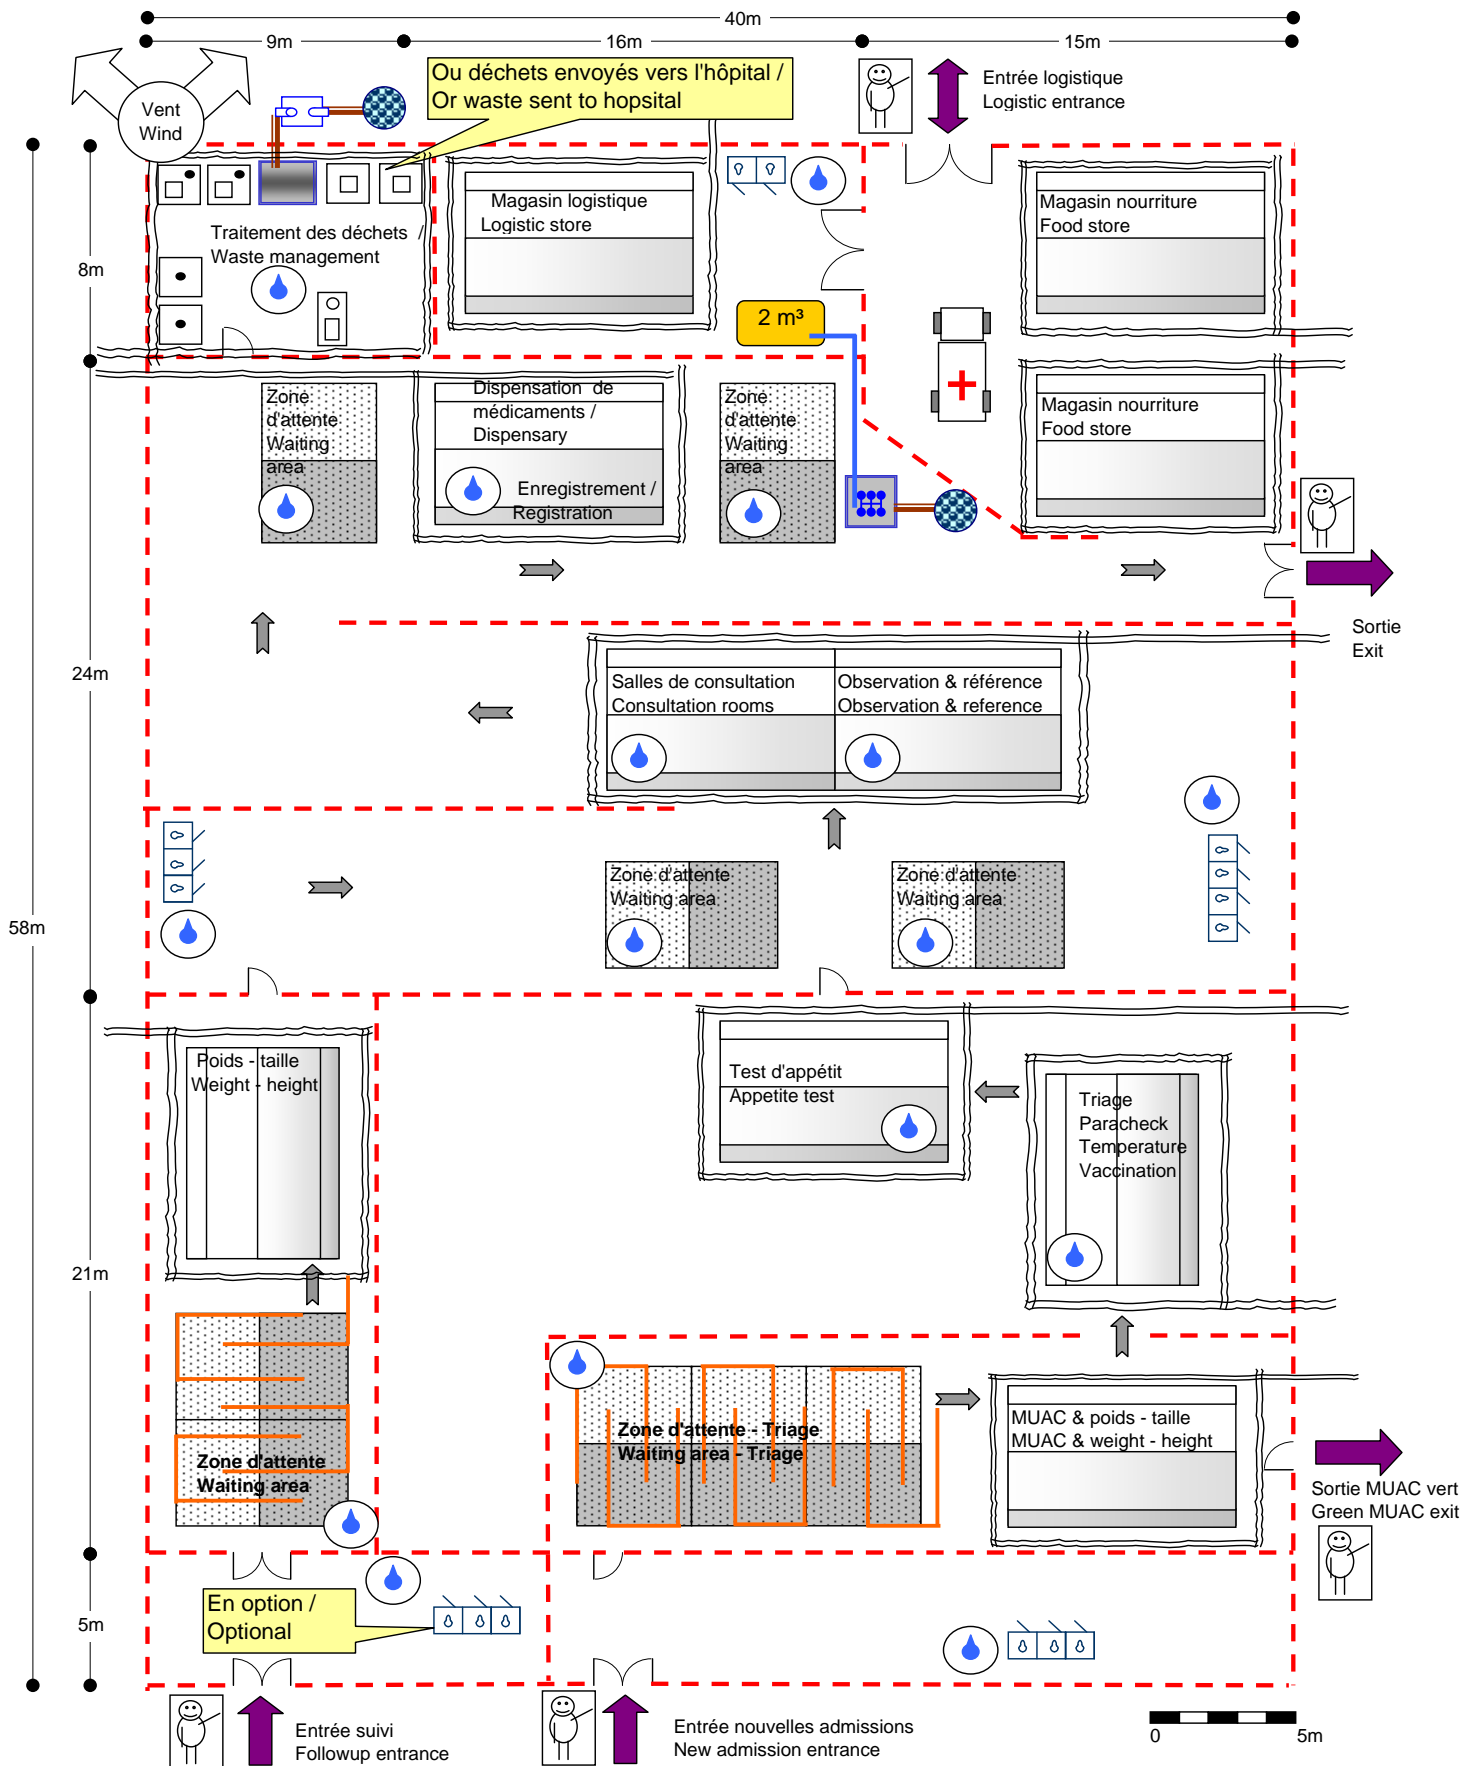 40m
9m
16m
15m
Ou déchets envoyés vers l'hôpital /
Or waste sent to hopsital
Entrée logistique
Logistic entrance
Vent
Wind
Magasin logistique
Logistic store
Magasin nourriture
Food store
Traitement des déchets /
Waste management
8m
2 m³
Zone
d'attente
Waiting
area
Dispensation de
médicaments /
Dispensary
Enregistrement /
Registration
Zone
d'attente
Waiting
area
Magasin nourriture
Food store
Sortie
Exit
24m
Salles de consultation
Consultation rooms
Observation & référence
Observation & reference
Zone d'attente
Waiting area
Zone d'attente
Waiting area
58m
Poids - taille
Weight - height
Test d'appétit
Appetite test
Triage
Paracheck
Temperature
Vaccination
21m
Zone d'attente
Waiting area
Zone d'attente - Triage
Waiting area - Triage
MUAC & poids - taille
MUAC & weight - height
Sortie MUAC vert
Green MUAC exit
5m
En option /
Optional
Entrée suivi
Followup entrance
Entrée nouvelles admissions
New admission entrance
0
5m